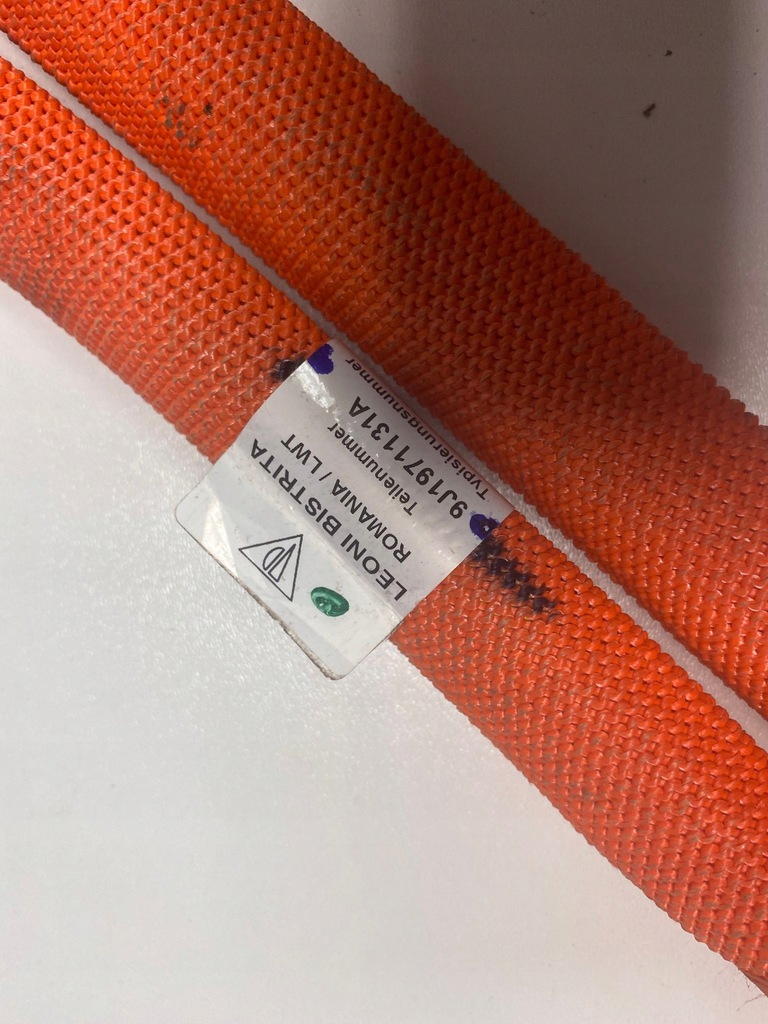 LEONI BISTRITA
ROMANIA / LWT
Teilenummer
9J1971131A
Typisierungsnummer